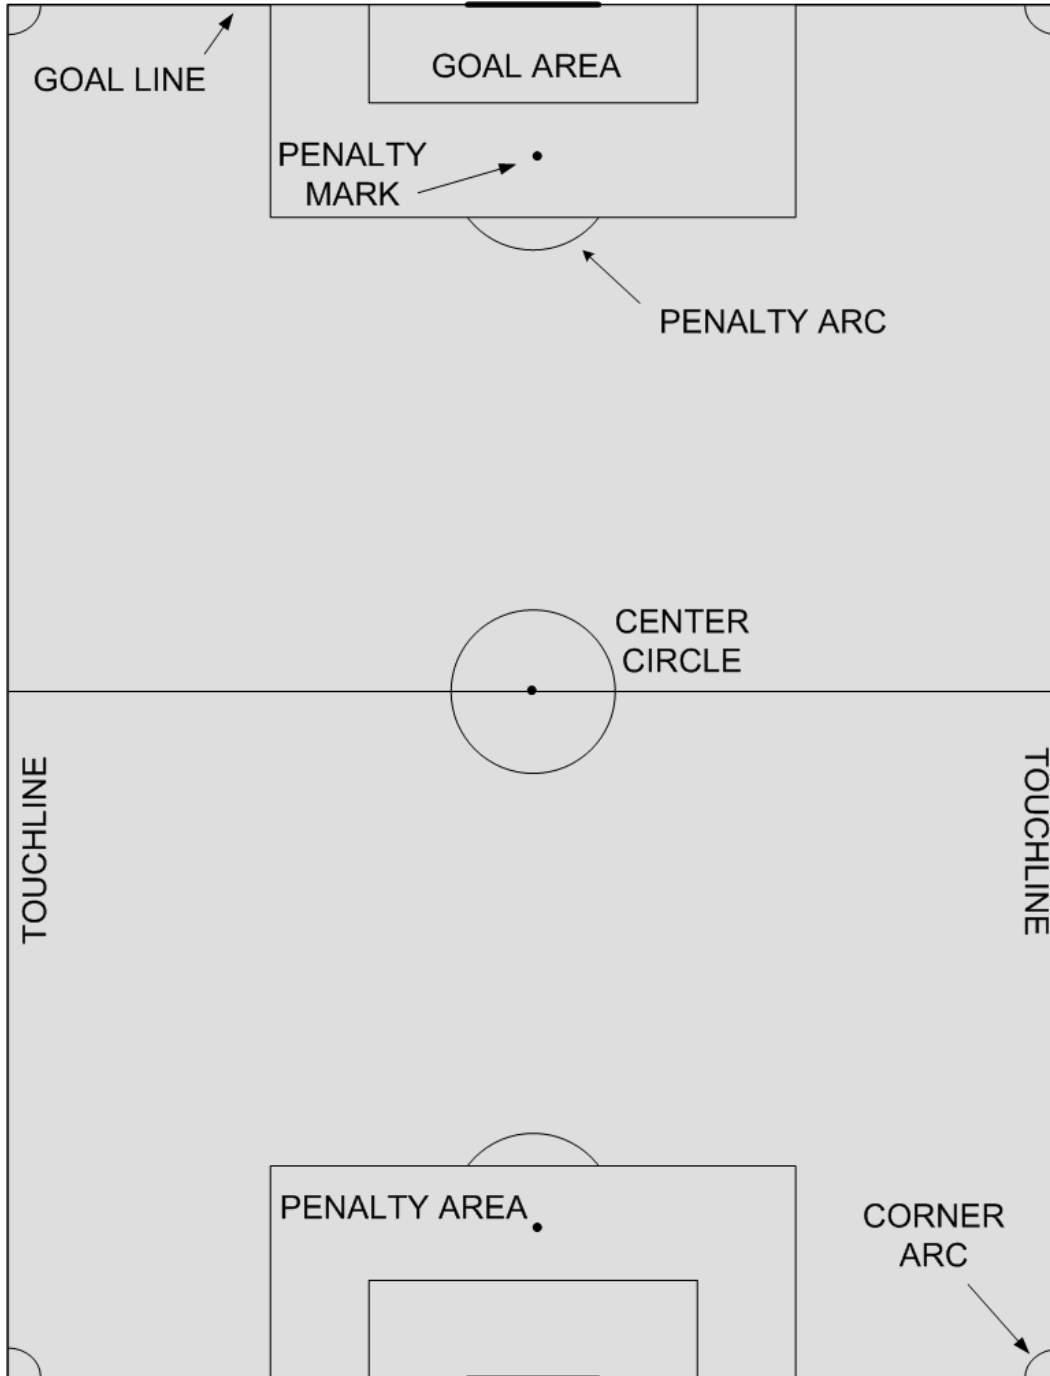 GOAL LINE
GOAL AREA
PENALTY
MARK
PENALTY ARC
CENTER
CIRCLE
TOUCHLINE
TOUCHLINE
PENALTY AREA
CORNER
ARC